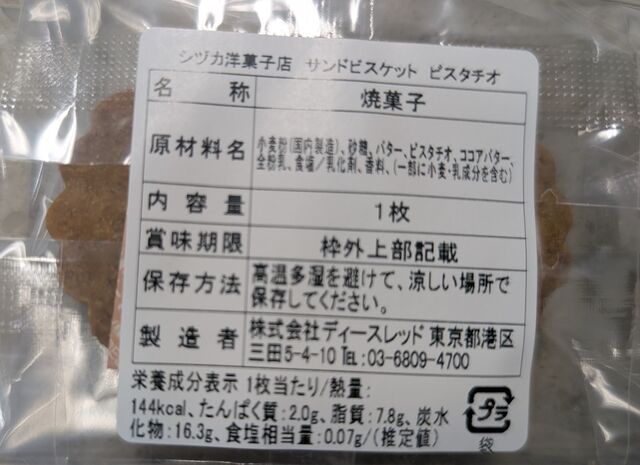 シヅカ洋菓子店 サンドビスケット ピスタチオ
名 称 焼菓子
原材料名 小麦粉(国内製造)、砂糖、バター、ピスタチオ、ココアバター、
全粉乳、食塩/乳化剤、香料、(一部に小麦・乳成分を含む)
内容量 1枚
賞味期限 枠外上部記載
保存方法 高温多湿を避けて、涼しい場所で
保存してください。
製造者 株式会社ディースレッド 東京都港区
三田5-4-10 TEL:03-6809-4700
栄養成分表示 1枚当たり/熱量:
144kcal、たんぱく質:2.0g、脂質:7.8g、炭水
化物:16.3g、食塩相当量:0.07g/(推定値)
プラ
袋